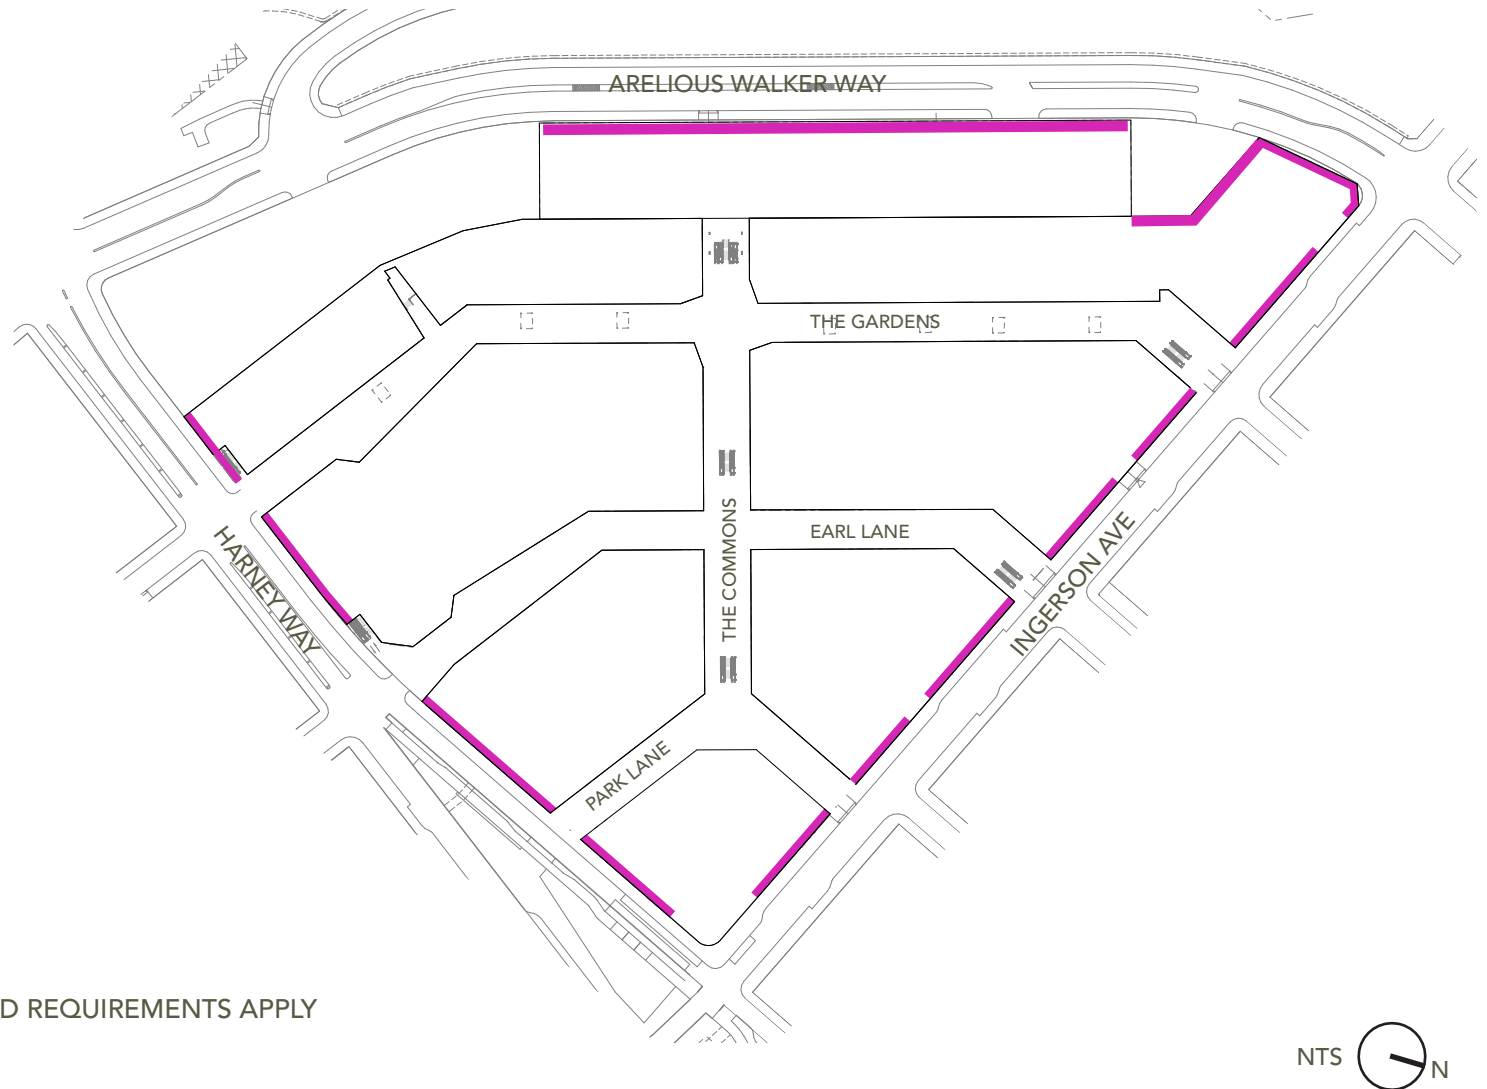 ARELIOUS WALKER WAY
THE GARDENS
THE COMMONS
EARL LANE
HARNEY WAY
INGERSON AVE
PARK LANE
D REQUIREMENTS APPLY
NTS
N